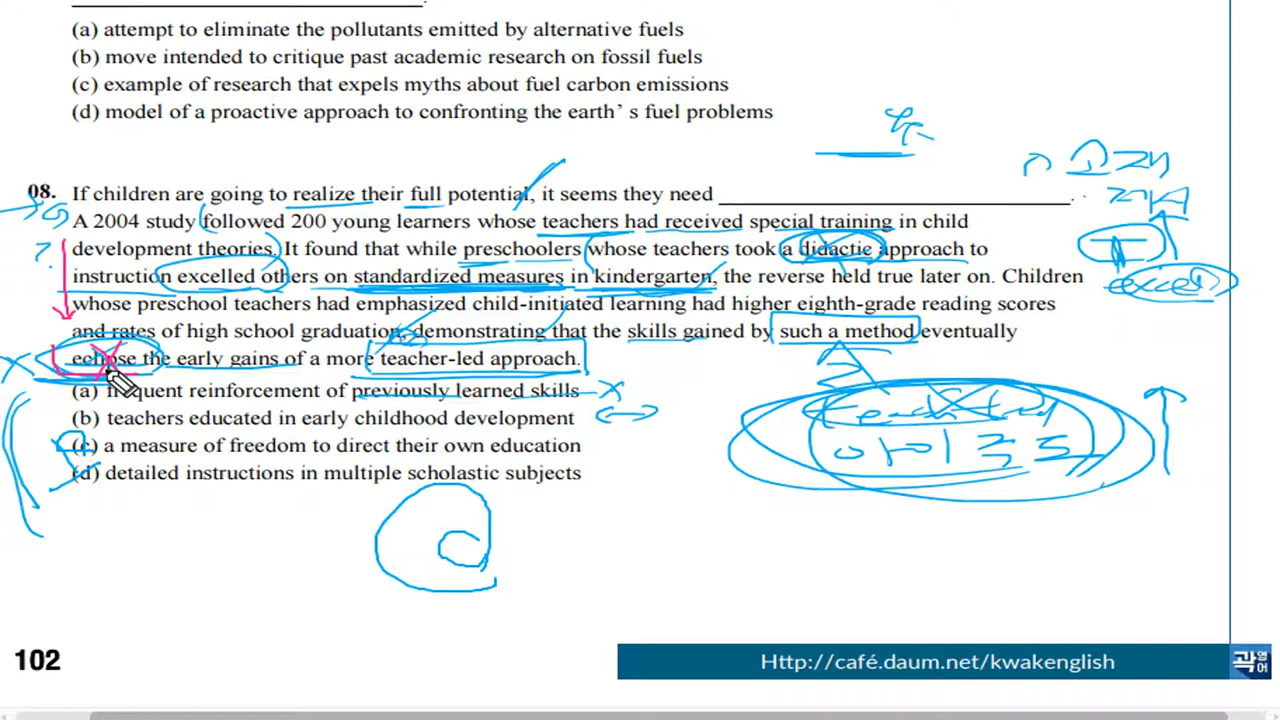 (a) attempt to eliminate the pollutants emitted by alternative fuels
(b) move intended to critique past academic research on fossil fuels
(c) example of research that expels myths about fuel carbon emissions
(d) model of a proactive approach to confronting the earth’ s fuel problems
08. If children are going to realize their full potential, it seems they need ______.
A 2004 study followed 200 young learners whose teachers had received special training in child
development theories. It found that while preschoolers whose teachers took a didactic approach to
instruction excelled others on standardized measures in kindergarten, the reverse held true later on. Children
whose preschool teachers had emphasized child-initiated learning had higher eighth-grade reading scores
and rates of high school graduation, demonstrating that the skills gained by such a method eventually
eclipse the early gains of a more teacher-led approach.
(a) frequent reinforcement of previously learned skills
(b) teachers educated in early childhood development
(c) a measure of freedom to direct their own education
(d) detailed instructions in multiple scholastic subjects
excel
102
Http://café.daum.net/kwakenglish
곽영어